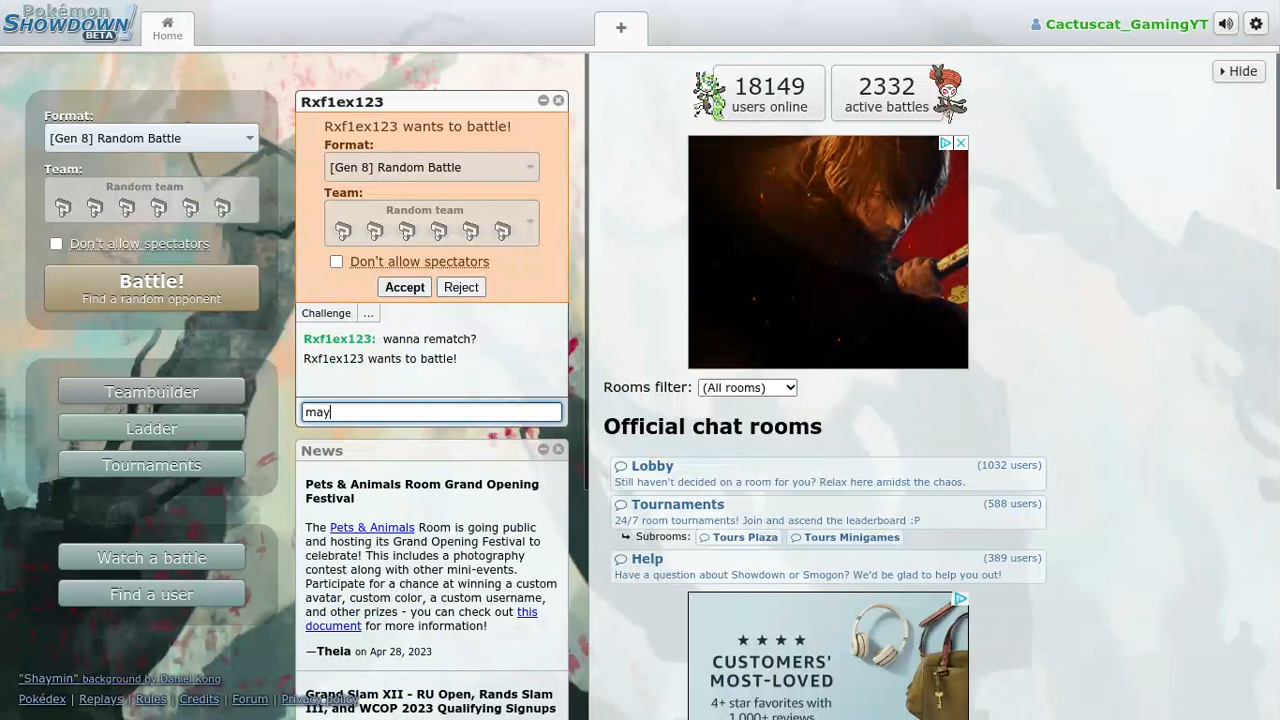 Pokémon
SHOWDOWN!
BETA
Home
+
Cactuscat_GamingYT
Format:
[Gen 8] Random Battle
Team:
Random team
Don't allow spectators
Battle!
Find a random opponent
Teambuilder
Ladder
Tournaments
Watch a battle
Find a user
"Shaymin" background by Daniel Kong
Pokédex | Replays | Rules | Credits | Forum | Privacy policy
Rxf1ex123
Rxf1ex123 wants to battle!
Format:
[Gen 8] Random Battle
Team:
Random team
Don't allow spectators
Accept Reject
Challenge ...
Rxf1ex123: wanna rematch?
Rxf1ex123 wants to battle!
may
News
Pets & Animals Room Grand Opening
Festival
The Pets & Animals Room is going public
and hosting its Grand Opening Festival to
celebrate! This includes a photography
contest along with other mini-events.
Participate for a chance at winning a custom
avatar, custom color, a custom username,
and other prizes - you can check out this
document for more information!
—Theia on Apr 28, 2023
Grand Slam XII - RU Open, Rands Slam
III, and WCOP 2023 Qualifying Signups
Hide
18149
users online
2332
active battles
Rooms filter: (All rooms)
Official chat rooms
Lobby (1032 users)
Still haven't decided on a room for you? Relax here amidst the chaos.
Tournaments (588 users)
24/7 room tournaments! Join and ascend the leaderboard :P
Subrooms: Tours Plaza Tours Minigames
Help (389 users)
Have a question about Showdown or Smogon? We'd be glad to help you out!
CUSTOMERS'
MOST-LOVED
4+ star favorites with
1,000+ reviews